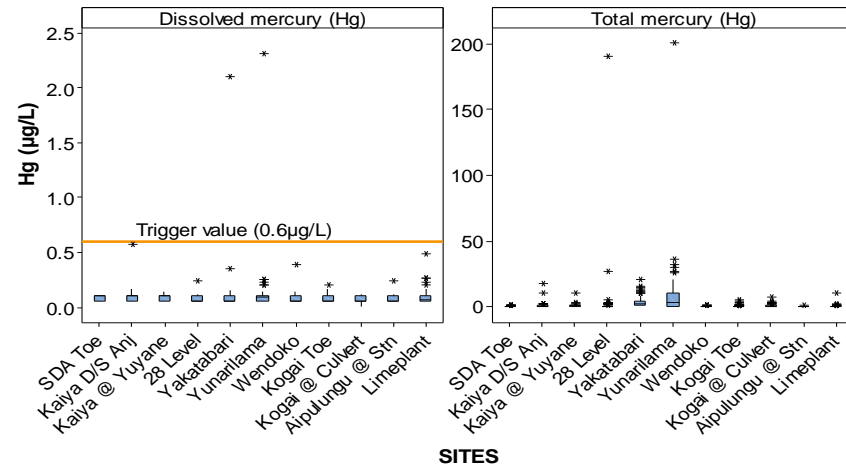 Dissolved mercury (Hg)
Total mercury (Hg)
Hg (µg/L)
2.5
2.0
1.5
1.0
0.5
0.0
Trigger value (0.6µg/L)
200
150
100
50
0
SDA Toe
Kaiya D/S Anj
Kaiya @ Yuyane
28 Level
Yakatabari
Yunarilama
Wendoko
Kogai Toe
Kogai @ Culvert
Aipulungu @ Stn
Limeplant
SDA Toe
Kaiya D/S Anj
Kaiya @ Yuyane
28 Level
Yakatabari
Yunarilama
Wendoko
Kogai Toe
Kogai @ Culvert
Aipulungu @ Stn
Limeplant
SITES